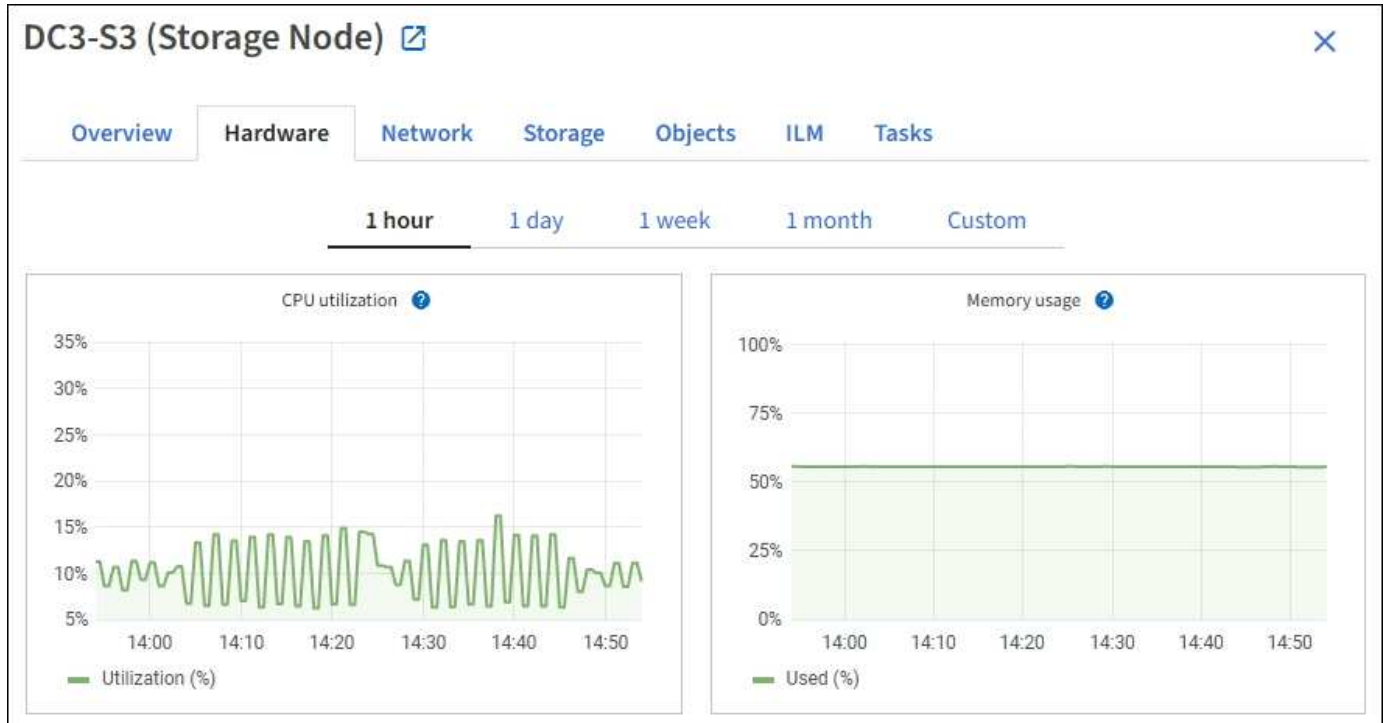 DC3-S3 (Storage Node)
Overview Hardware Network Storage Objects ILM Tasks
1 hour 1 day 1 week 1 month Custom
CPU utilization ?
35%
30%
25%
20%
15%
10%
5%
14:00 14:10 14:20 14:30 14:40 14:50
Utilization (%)
Memory usage ?
100%
75%
50%
25%
0%
14:00 14:10 14:20 14:30 14:40 14:50
Used (%)